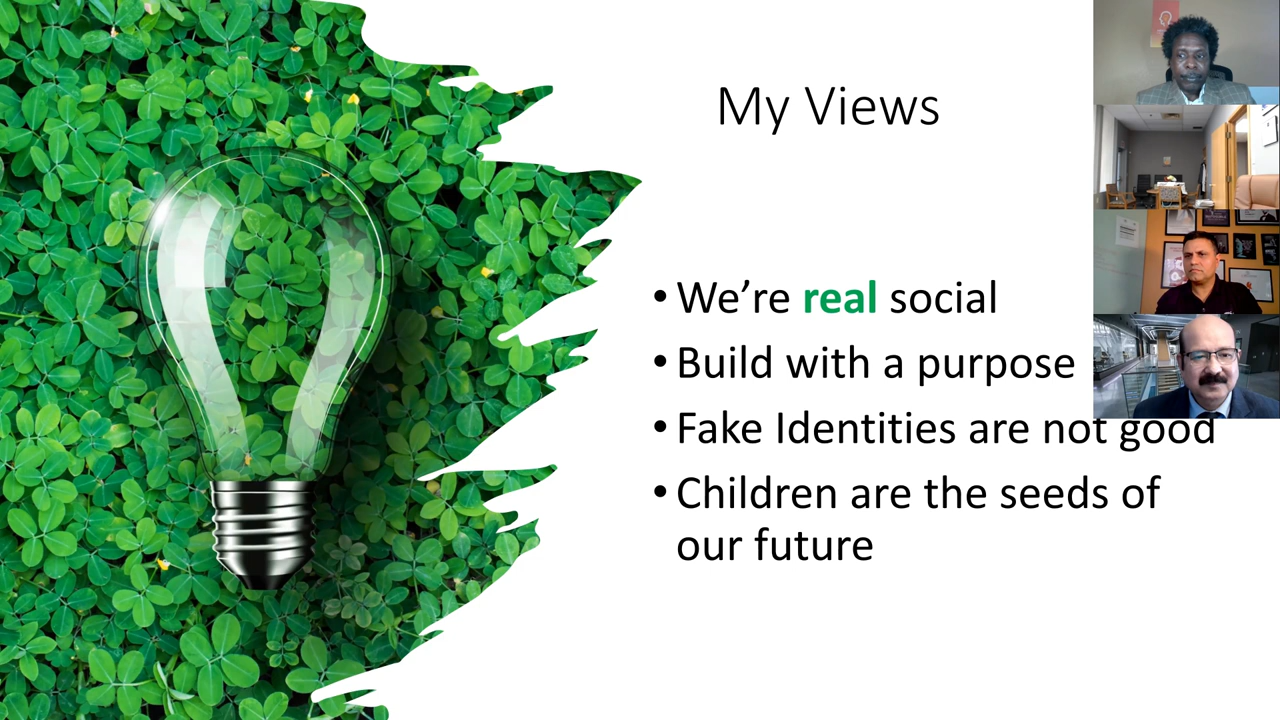 My Views
• We’re real social
• Build with a purpose
• Fake Identities are not good
• Children are the seeds of
our future